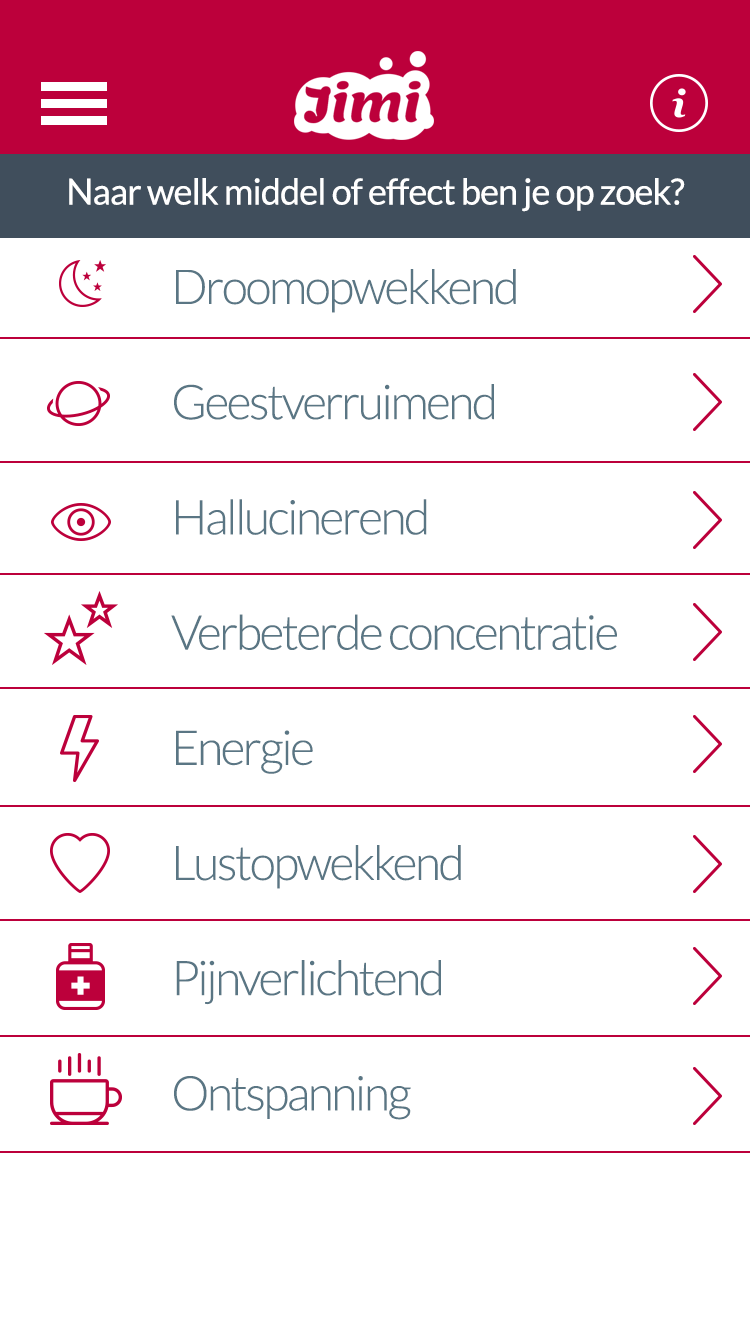 Jimi
i
Naar welk middel of effect ben je op zoek?
Droomopwekkend
Geestverruimend
Hallucinerend
Verbeterde concentratie
Energie
Lustopwekkend
Pijnverlichtend
Ontspanning